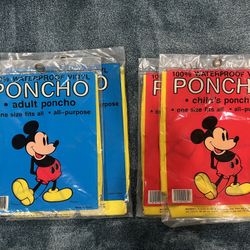 100% WATERPROOF VINYL
PONCHO
• adult poncho
• one size fits all • all-purpose
100% WATERPROOF VINYL
PONCHO
• child's poncho
one size fits all • all-purpose